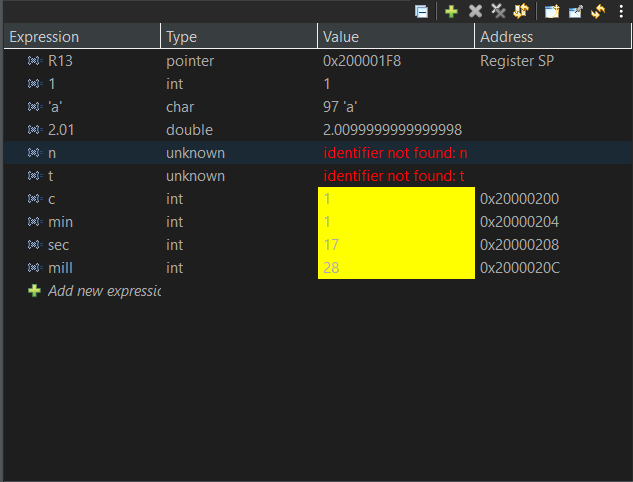 Expression Type Value Address
R13 pointer 0x200001F8 Register SP
1 int 1
'a' char 97 'a'
2.01 double 2.0099999999999998
n unknown identifier not found: n
t unknown identifier not found: t
c int 1 0x20000200
min int 1 0x20000204
sec int 17 0x20000208
mill int 28 0x2000020C
Add new expressic